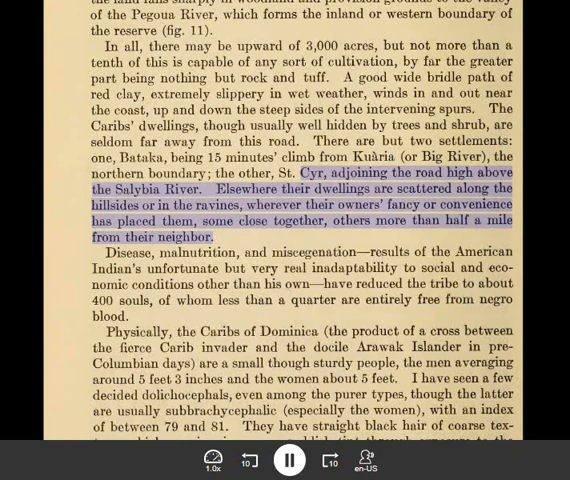 of the Pegoua River, which forms the inland or western boundary of
the reserve (fig. 11).
In all, there may be upward of 3,000 acres, but not more than a
tenth of this is capable of any sort of cultivation, by far the greater
part being nothing but rock and tuff. A good wide bridle path of
red clay, extremely slippery in wet weather, winds in and out near
the coast, up and down the steep sides of the intervening spurs. The
Caribs' dwellings, though usually well hidden by trees and shrub, are
seldom far away from this road. There are but two settlements:
one, Bataka, being 15 minutes' climb from Kuària (or Big River), the
northern boundary; the other, St. Cyr, adjoining the road high above
the Salybia River. Elsewhere their dwellings are scattered along the
hillsides or in the ravines, wherever their owners' fancy or convenience
has placed them, some close together, others more than half a mile
from their neighbor.
Disease, malnutrition, and miscegenation—results of the American
Indian's unfortunate but very real inadaptability to social and eco-
nomic conditions other than his own—have reduced the tribe to about
400 souls, of whom less than a quarter are entirely free from negro
blood.
Physically, the Caribs of Dominica (the product of a cross between
the fierce Carib invader and the docile Arawak Islander in pre-
Columbian days) are a small though sturdy people, the men averaging
around 5 feet 3 inches and the women about 5 feet. I have seen a few
decided dolichocephals, even among the purer types, though the latter
are usually subbrachycephalic (especially the women), with an index
of between 79 and 81. They have straight black hair of coarse tex-
1.0x 10 10 en-US